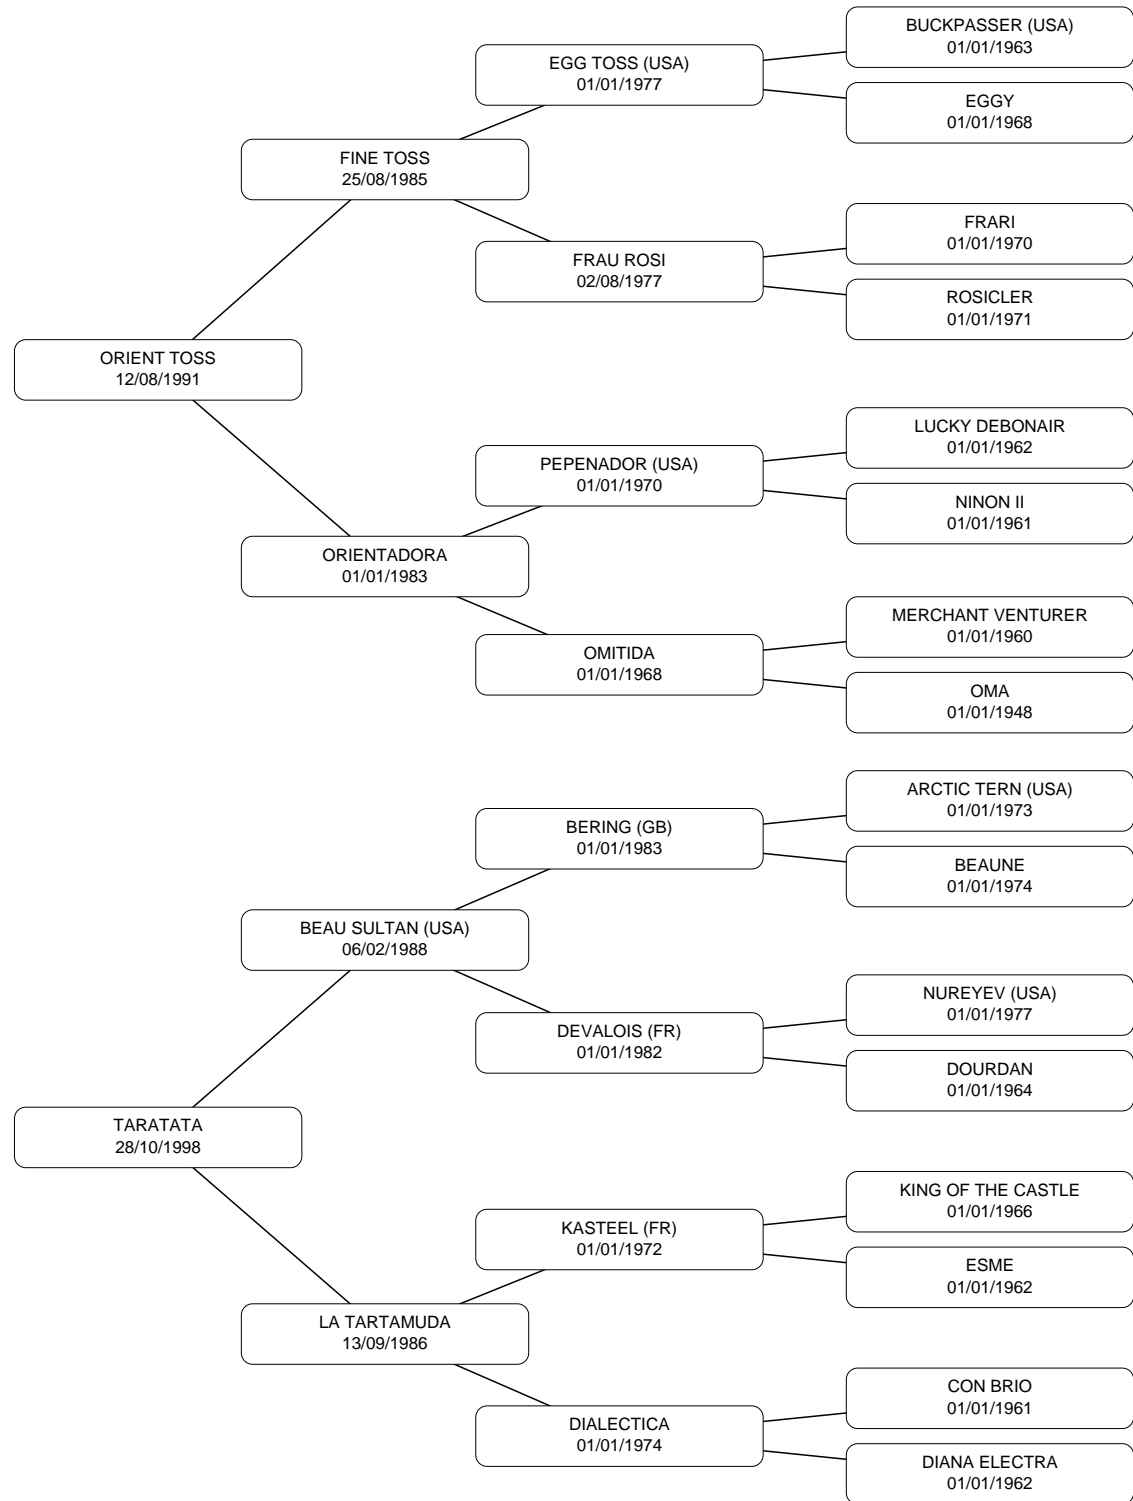 BUCKPASSER (USA)
01/01/1963
EGG TOSS (USA)
01/01/1977
EGGY
01/01/1968
FINE TOSS
25/08/1985
FRARI
01/01/1970
FRAU ROSI
02/08/1977
ROSICLER
01/01/1971
ORIENT TOSS
12/08/1991
LUCKY DEBONAIR
01/01/1962
PEPENADOR (USA)
01/01/1970
NINON II
01/01/1961
ORIENTADORA
01/01/1983
MERCHANT VENTURER
01/01/1960
OMITIDA
01/01/1968
OMA
01/01/1948
ARCTIC TERN (USA)
01/01/1973
BERING (GB)
01/01/1983
BEAUNE
01/01/1974
BEAU SULTAN (USA)
06/02/1988
NUREYEV (USA)
01/01/1977
DEVALOIS (FR)
01/01/1982
DOURDAN
01/01/1964
TARATATA
28/10/1998
KING OF THE CASTLE
01/01/1966
KASTEEL (FR)
01/01/1972
ESME
01/01/1962
LA TARTAMUDA
13/09/1986
CON BRIO
01/01/1961
DIALECTICA
01/01/1974
DIANA ELECTRA
01/01/1962